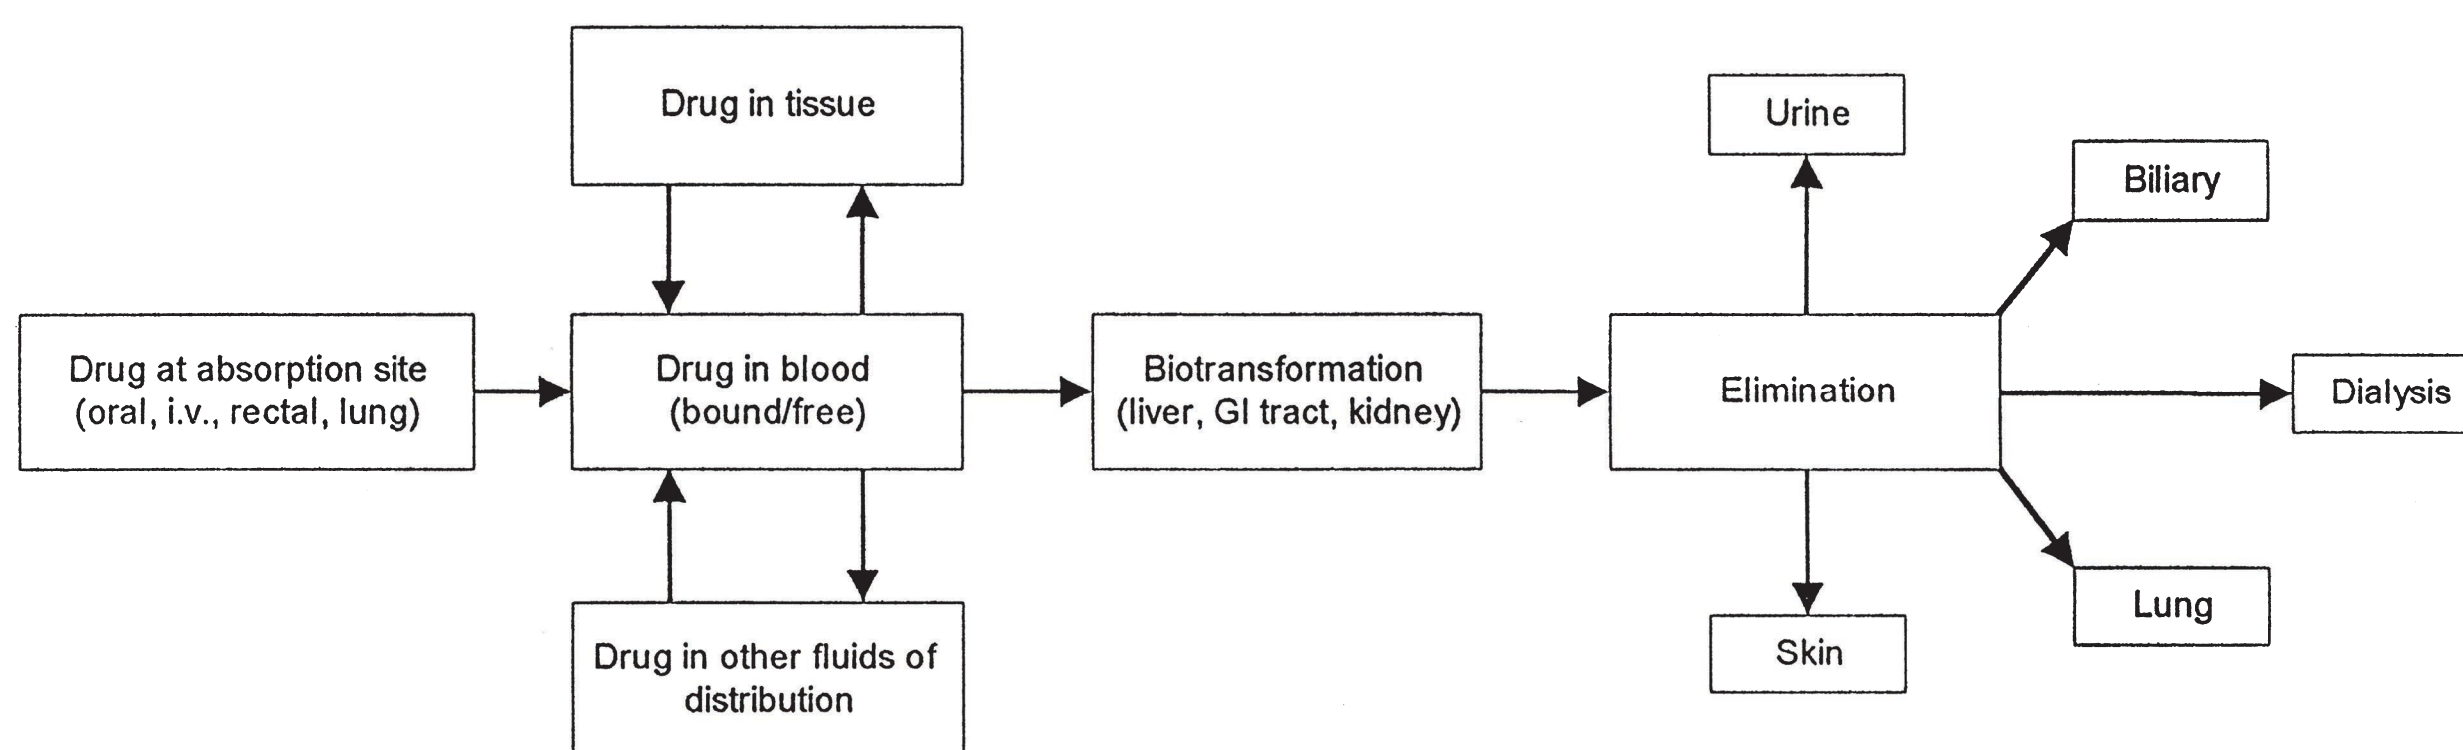 Drug in tissue
Urine
Biliary
Drug at absorption site
(oral, i.v., rectal, lung)
Drug in blood
(bound/free)
Biotransformation
(liver, GI tract, kidney)
Elimination
Dialysis
Drug in other fluids of
distribution
Skin
Lung